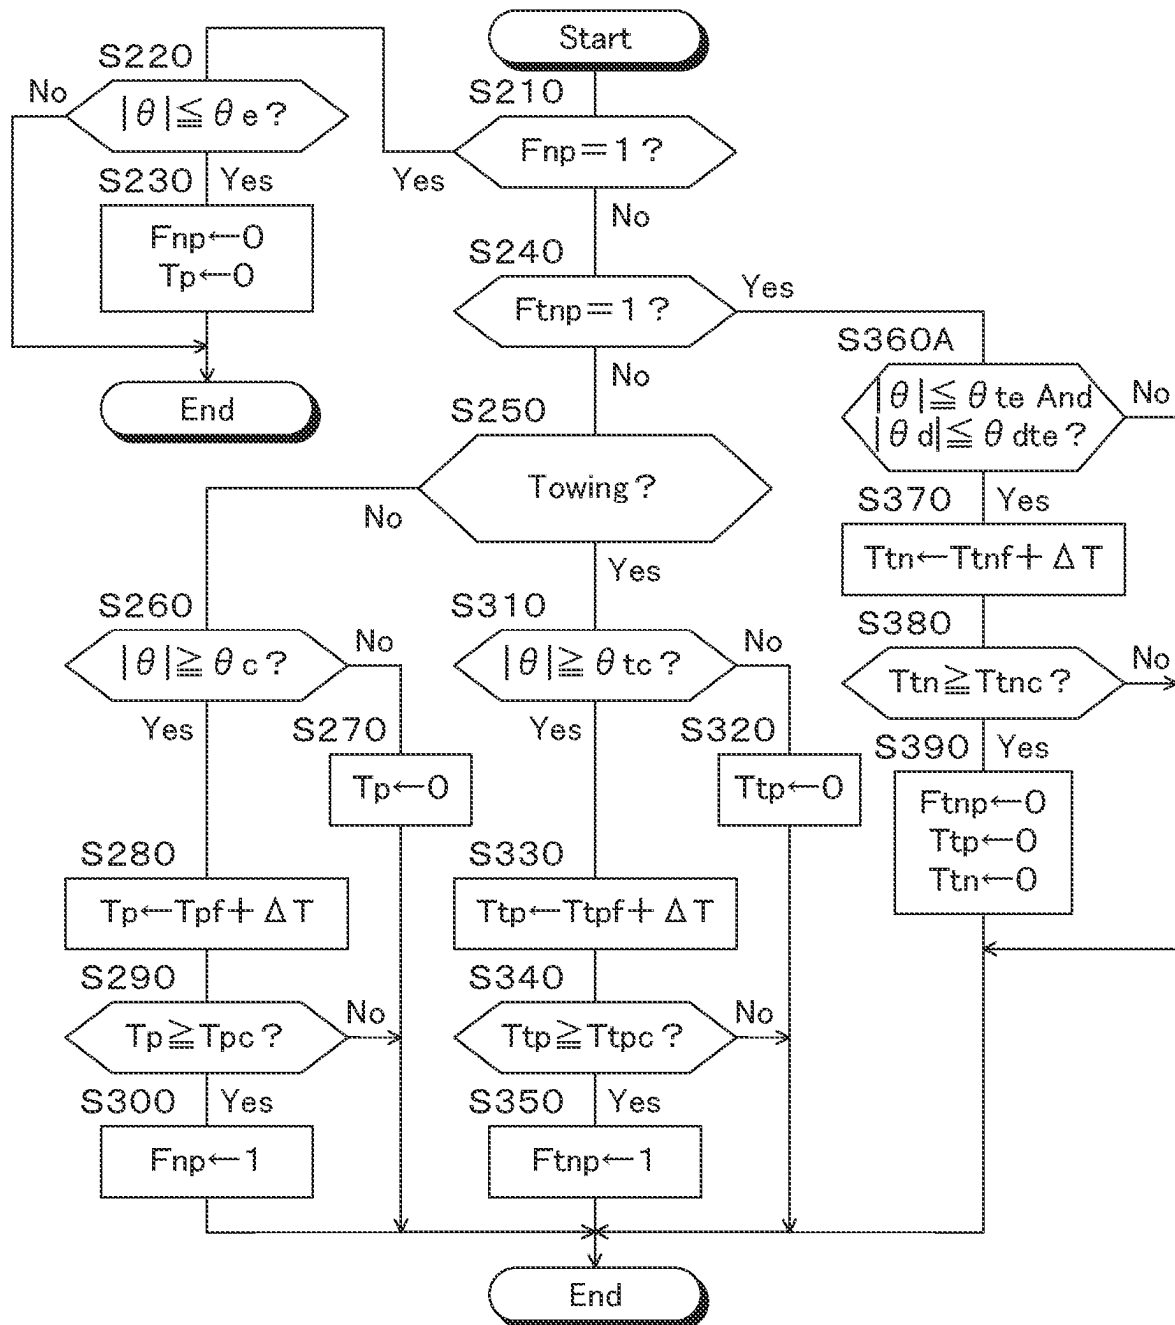 Start
S210
Fnp=1?
Yes
No
S220
|θ|≦θe?
No
Yes
S230
Fnp←0
Tp←0
End
S240
Ftnp=1?
Yes
No
S250
Towing?
No
Yes
S260
|θ|≧θc?
No
Yes
S270
Tp←0
S280
Tp←Tpf+ΔT
S290
Tp≧Tpc?
No
Yes
S300
Fnp←1
S310
|θ|≧θtc?
No
Yes
S320
Ttp←0
S330
Ttp←Ttpf+ΔT
S340
Ttp≧Ttpc?
No
Yes
S350
Ftnp←1
S360A
|θ|≦θte And
|θd|≦θdte?
No
Yes
S370
Ttn←Ttnf+ΔT
S380
Ttn≧Ttnc?
No
Yes
S390
Ftnp←0
Ttp←0
Ttn←0
End